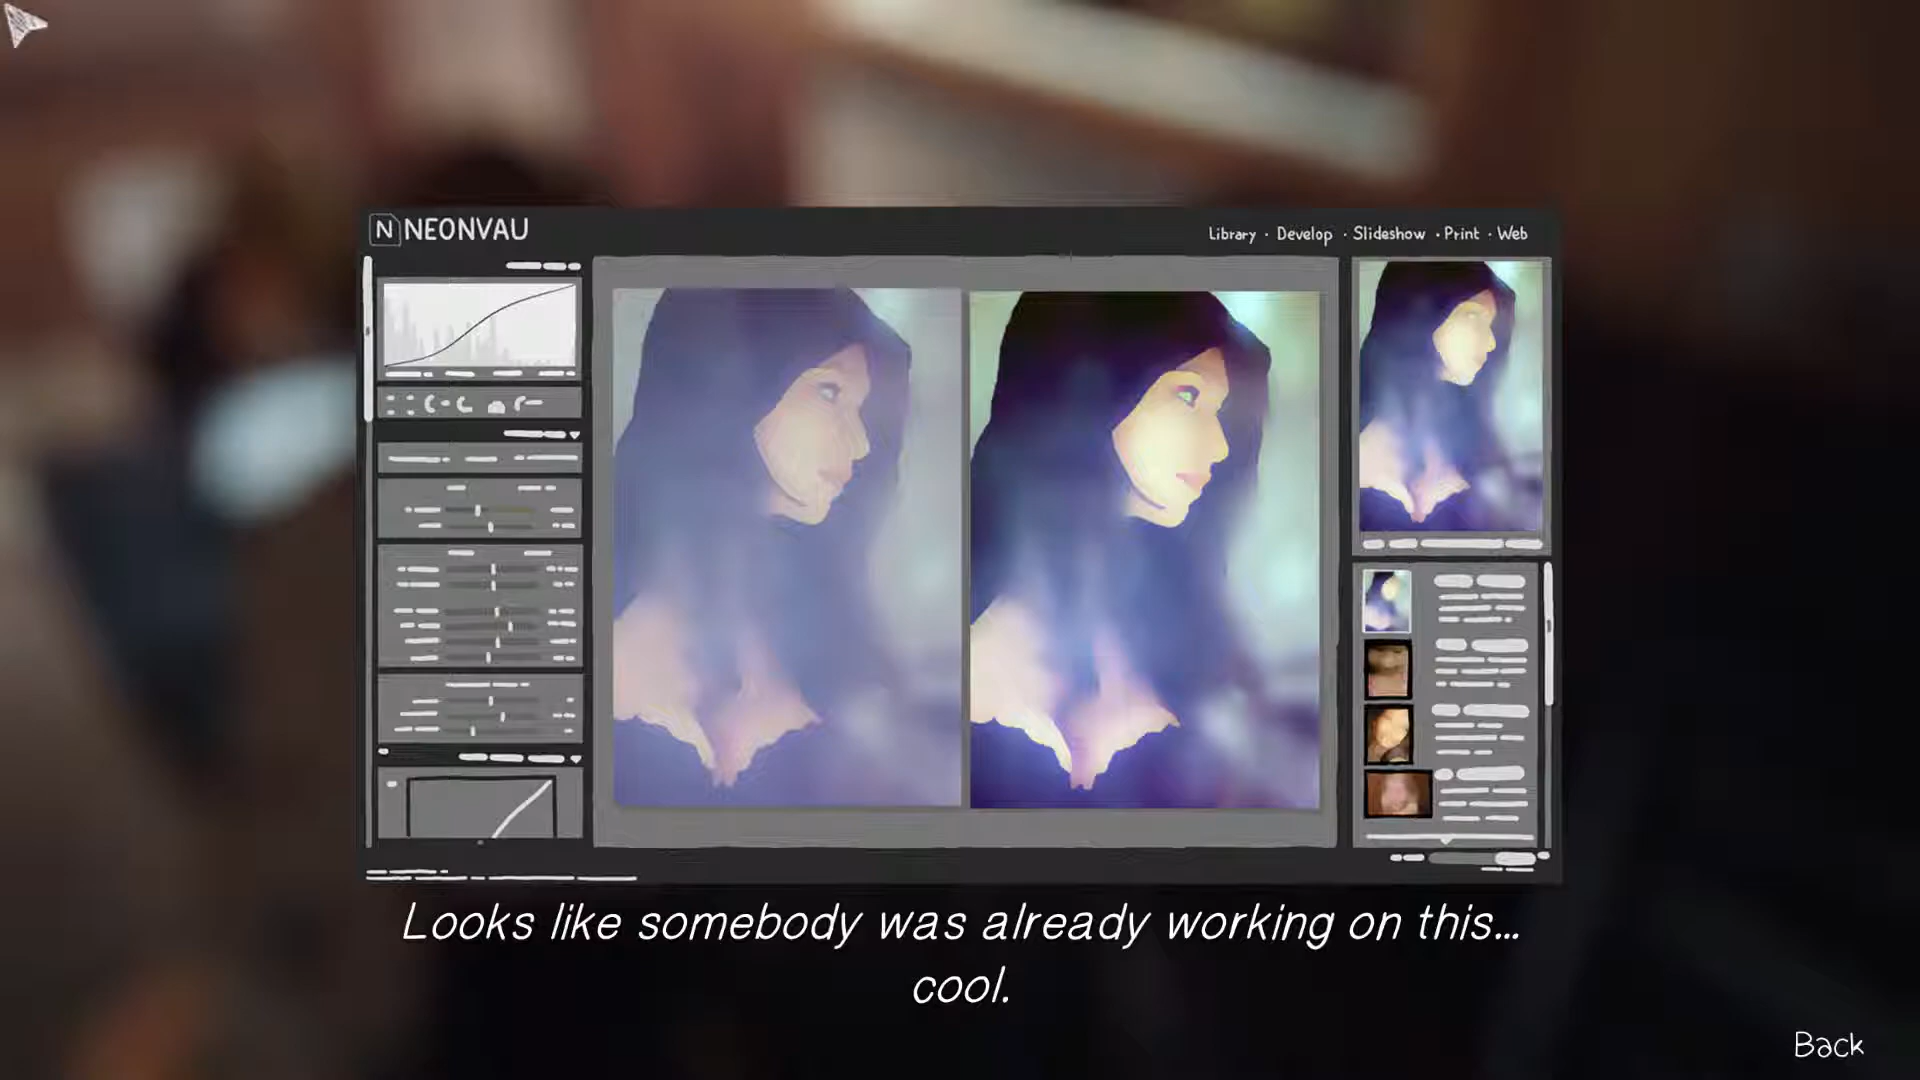 N NEONVAU
Library · Develop · Slideshow · Print · Web
Looks like somebody was already working on this...
cool.
Back